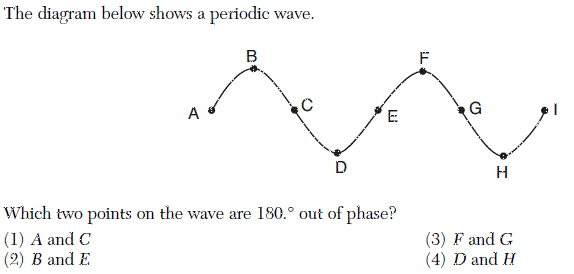 The diagram below shows a periodic wave.
B
F
A
C
E
G
I
D
H
Which two points on the wave are 180.° out of phase?
(1) A and C
(2) B and E
(3) F and G
(4) D and H